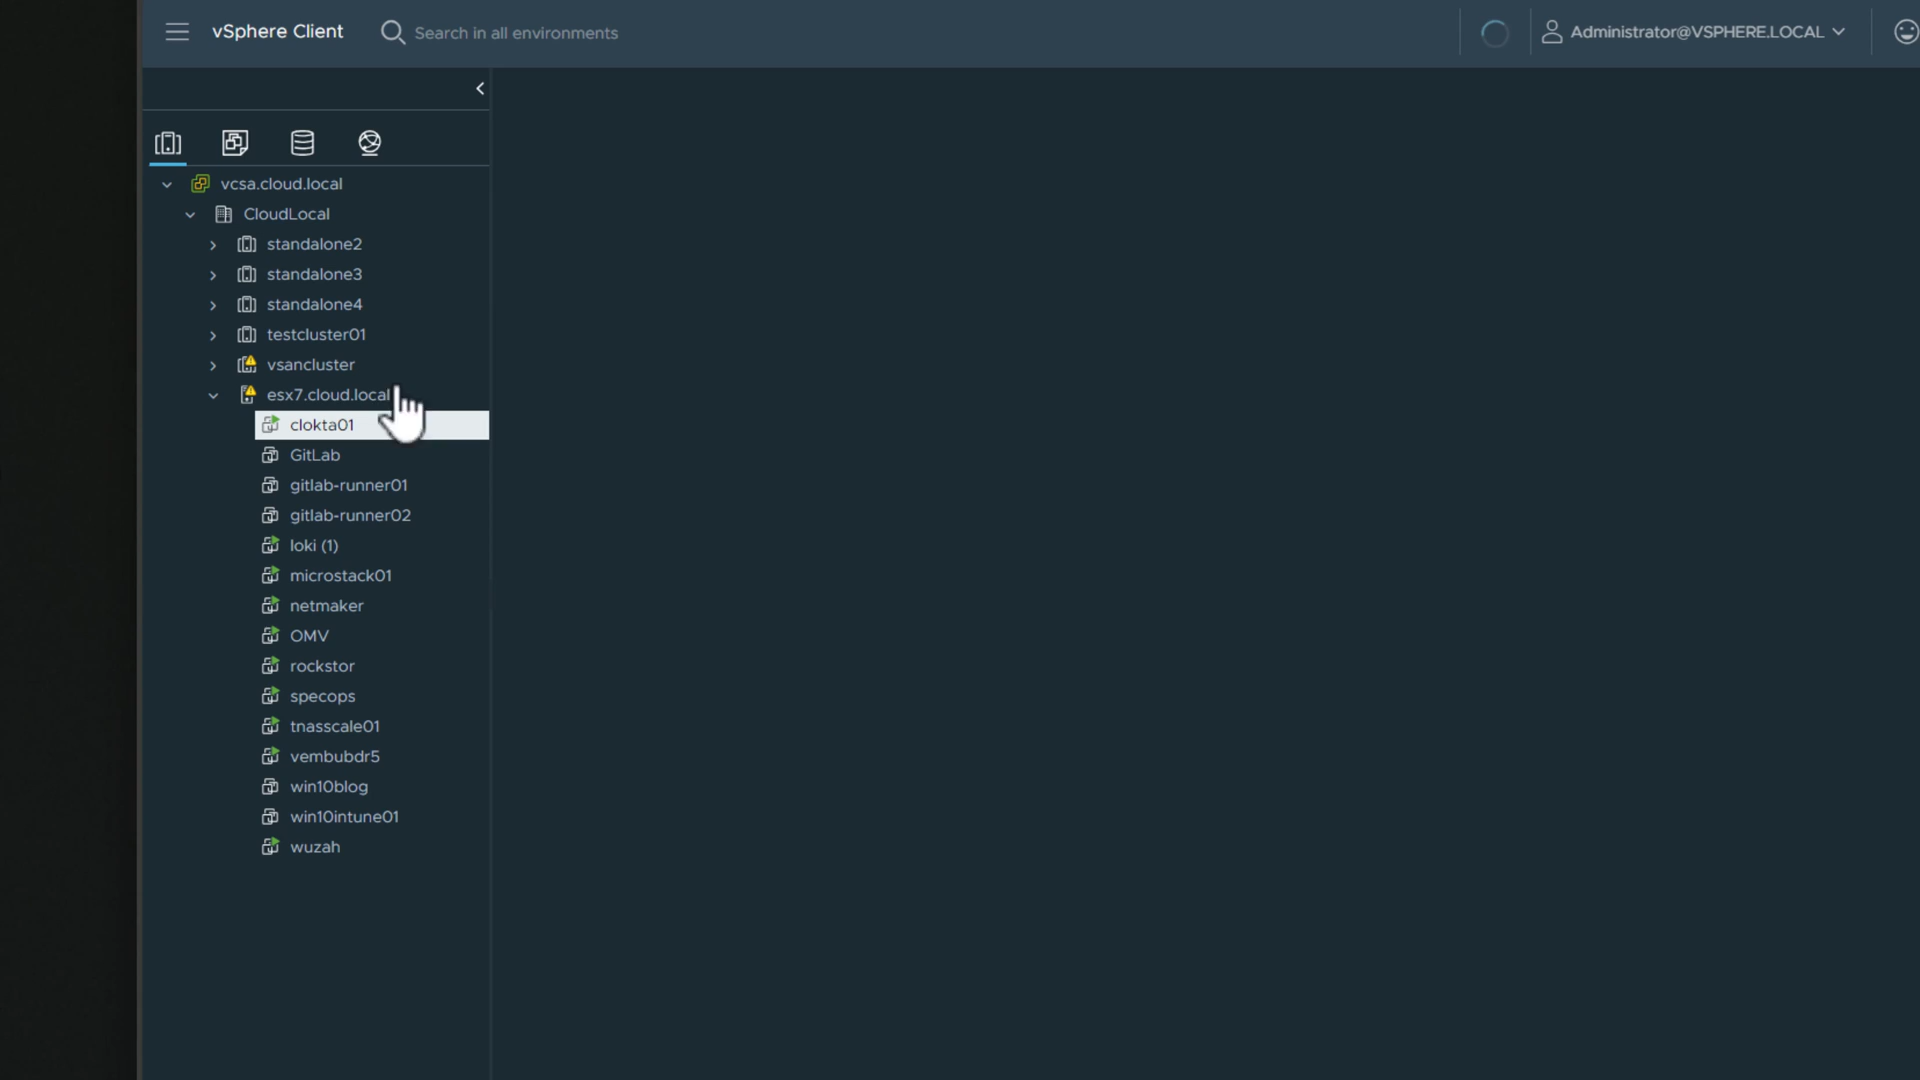 vSphere Client
Search in all environments
Administrator@VSPHERE.LOCAL
vcsa.cloud.local
CloudLocal
standalone2
standalone3
standalone4
testcluster01
vsancluster
esx7.cloud.local
clokta01
GitLab
gitlab-runner01
gitlab-runner02
loki (1)
microstack01
netmaker
OMV
rockstor
specops
tnasscale01
vembubdr5
win10blog
win10intune01
wuzah